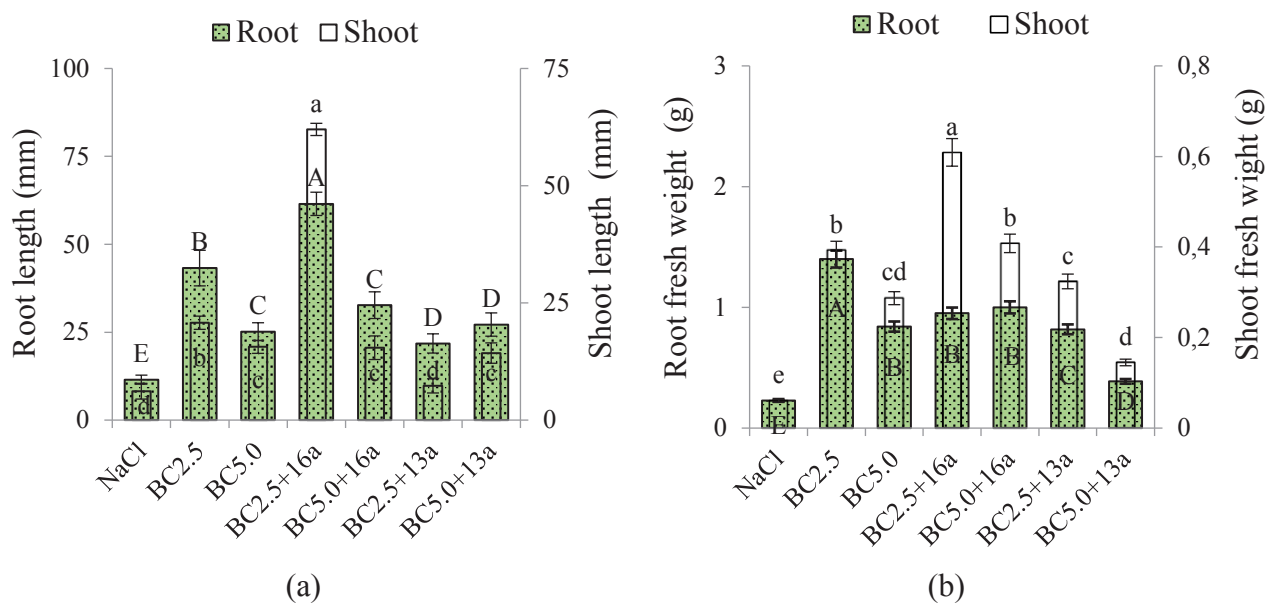 Root Shoot
Root length (mm)
100
75
50
25
0
E
d
B
b
C
c
a
A
C
c
D
d
D
c
75
50
25
0
Shoot length (mm)
NaCl
BC2.5
BC5.0
BC2.5+16a
BC5.0+16a
BC2.5+13a
BC5.0+13a
(a)
Root Shoot
Root fresh weight (g)
3
2
1
0
e
E
b
A
cd
B
a
B
b
B
c
C
d
D
0,8
0,6
0,4
0,2
0
Shoot fresh wight (g)
NaCl
BC2.5
BC5.0
BC2.5+16a
BC5.0+16a
BC2.5+13a
BC5.0+13a
(b)